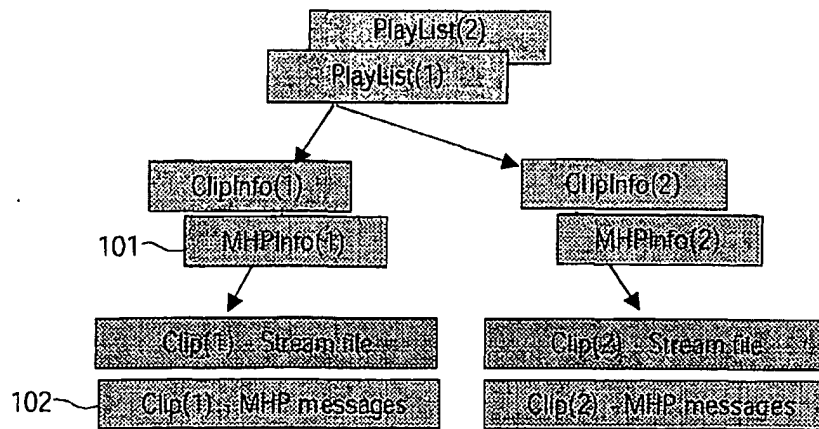 PlayList(2)
PlayList(1)
ClipInfo(1)
ClipInfo(2)
101
MHPInfo(1)
MHPInfo(2)
Clip(1) - Stream file
Clip(2) - Stream file
102
Clip(1) - MHP messages
Clip(2) - MHP messages